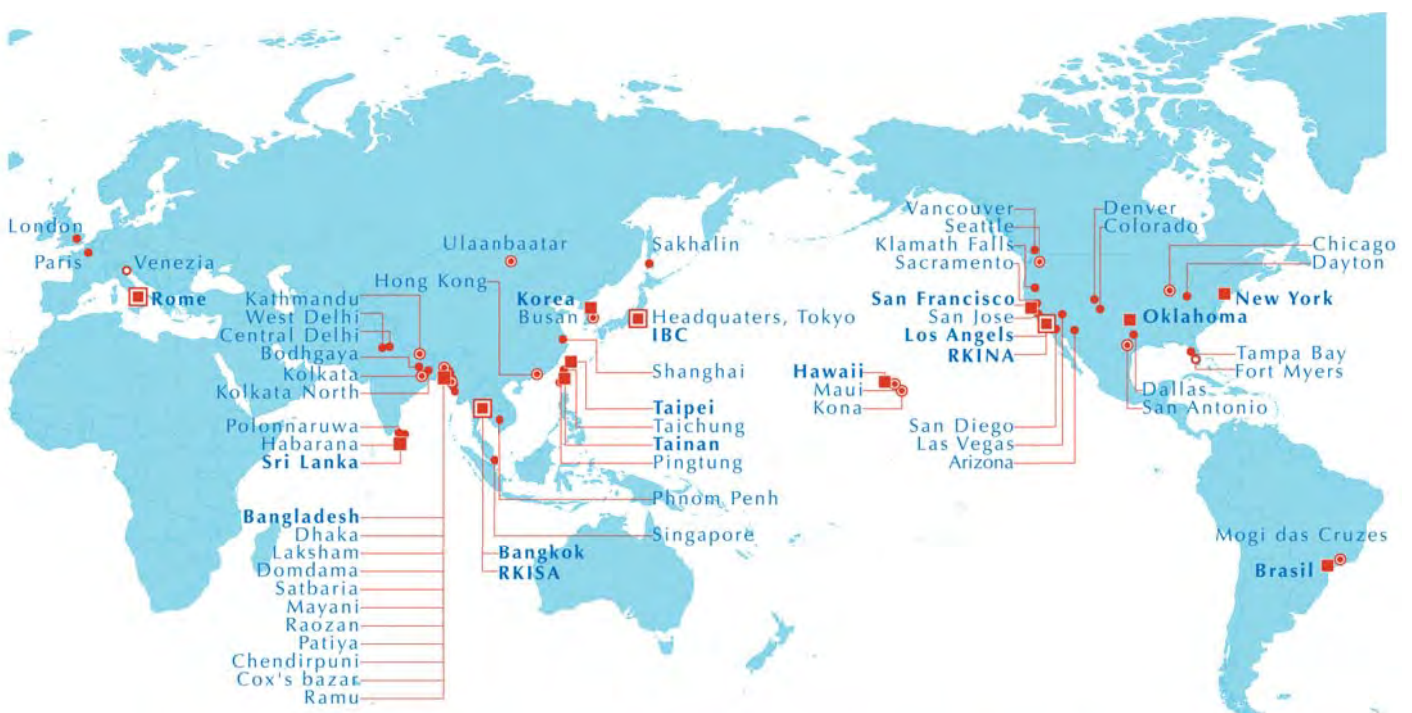 London
Paris
Venezia
Rome
Ulaanbaatar
Hong Kong
Kathmandu
West Delhi
Central Delhi
Bodhgaya
Kolkata
Kolkata North
Polonnaruwa
Habarana
Sri Lanka
Bangladesh
Dhaka
Laksham
Domdama
Satbaria
Mayani
Raozan
Patiya
Chendirpuni
Cox's bazar
Ramu
Sakhalin
Korea
Busan
Headquaters, Tokyo
IBC
Shanghai
Taipei
Taichung
Tainan
Pingtung
Phnom Penh
Singapore
Bangkok
RKISA
Hawaii
Maui
Kona
Vancouver
Seattle
Klamath Falls
Sacramento
San Francisco
San Jose
Los Angels
RKINA
San Diego
Las Vegas
Arizona
Denver
Colorado
Chicago
Dayton
New York
Oklahoma
Tampa Bay
Fort Myers
Dallas
San Antonio
Mogi das Cruzes
Brasil